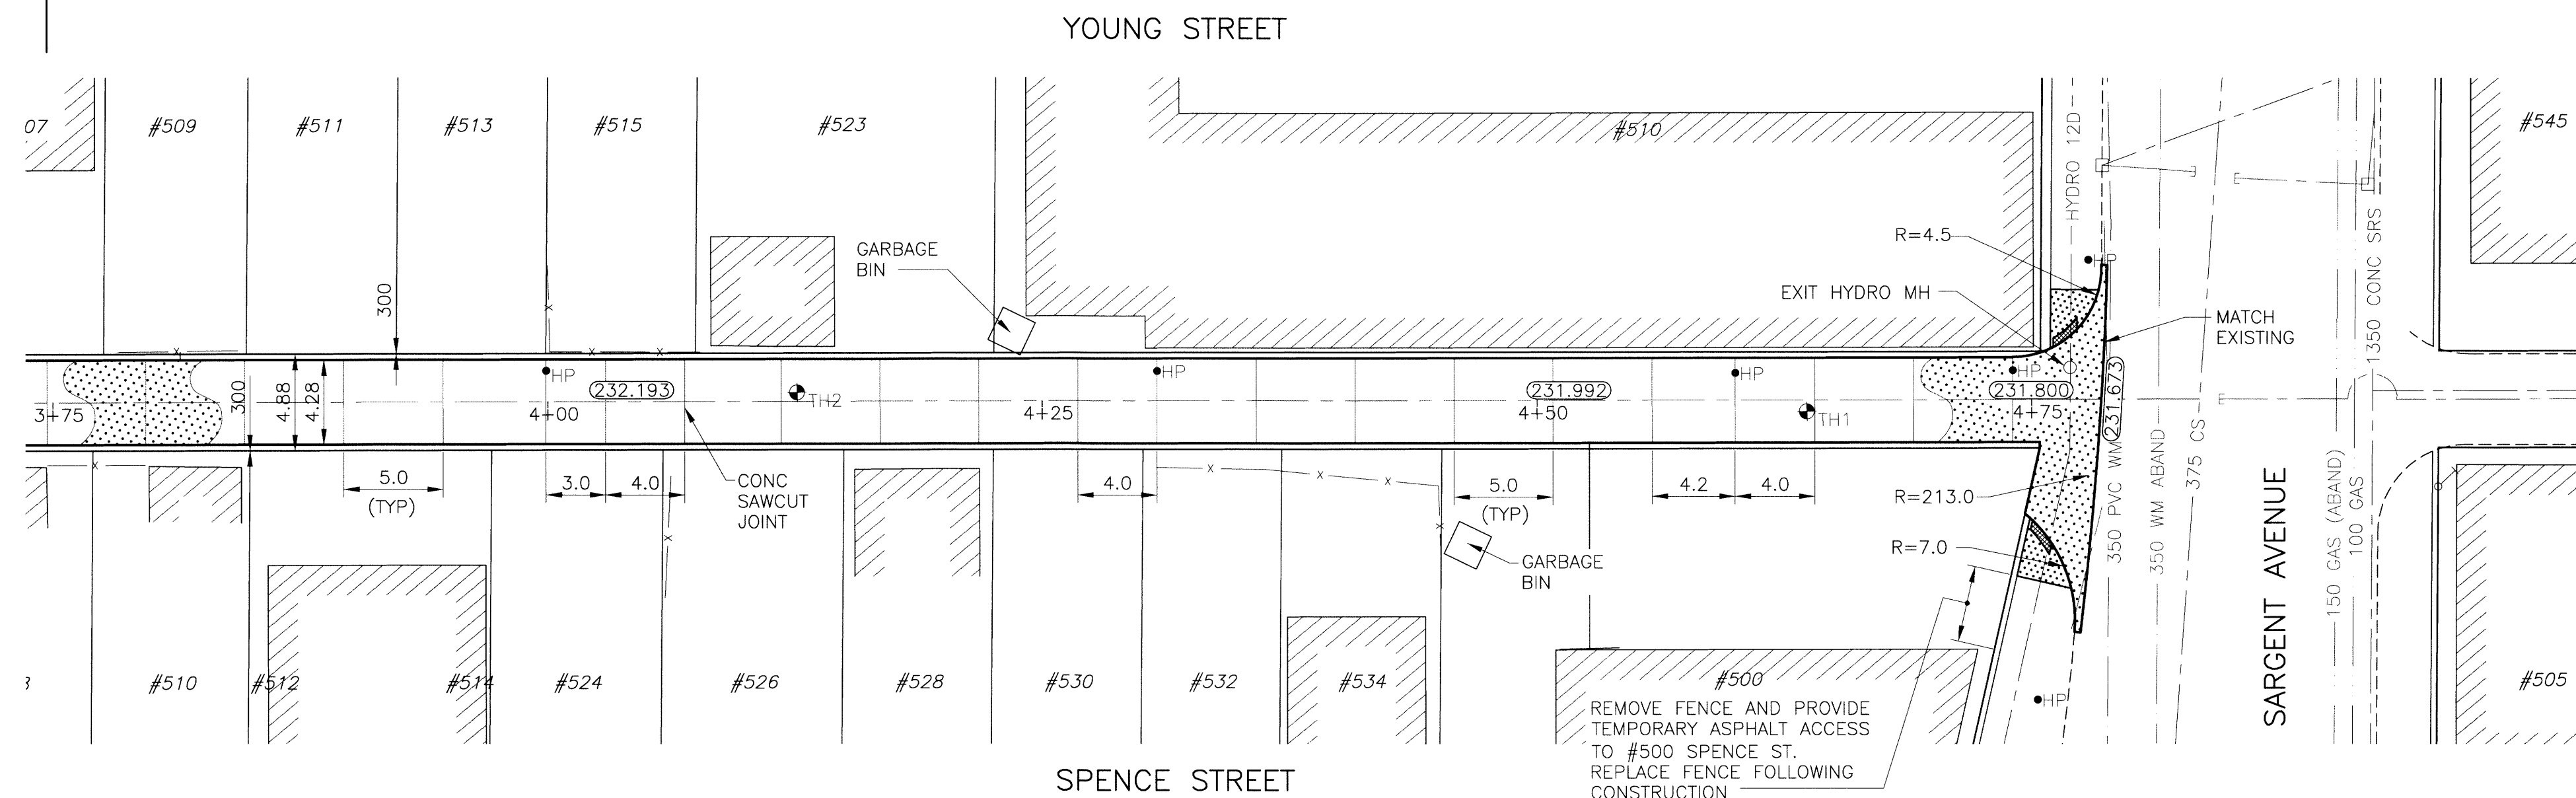 YOUNG STREET
07
#509
#511
#513
#515
#523
#510
#545
HYDRO 12D
1350 CONC SRS
GARBAGE
BIN
R=4.5
HP
EXIT HYDRO MH
MATCH
EXISTING
300
300
4.88
4.28
3+75
HP
4+00
232.193
TH2
4+25
HP
231.992
4+50
HP
TH1
HP
231.800
4+75
231.673
5.0
(TYP)
3.0
4.0
CONC
SAWCUT
JOINT
4.0
5.0
(TYP)
4.2
4.0
GARBAGE
BIN
R=213.0
R=7.0
350 PVC WM
350 WM ABAND
375 CS
SARGENT AVENUE
150 GAS (ABAND)
100 GAS
#510
#512
#514
#524
#526
#528
#530
#532
#534
#500
HP
#505
REMOVE FENCE AND PROVIDE
TEMPORARY ASPHALT ACCESS
TO #500 SPENCE ST.
REPLACE FENCE FOLLOWING
CONSTRUCTION
SPENCE STREET